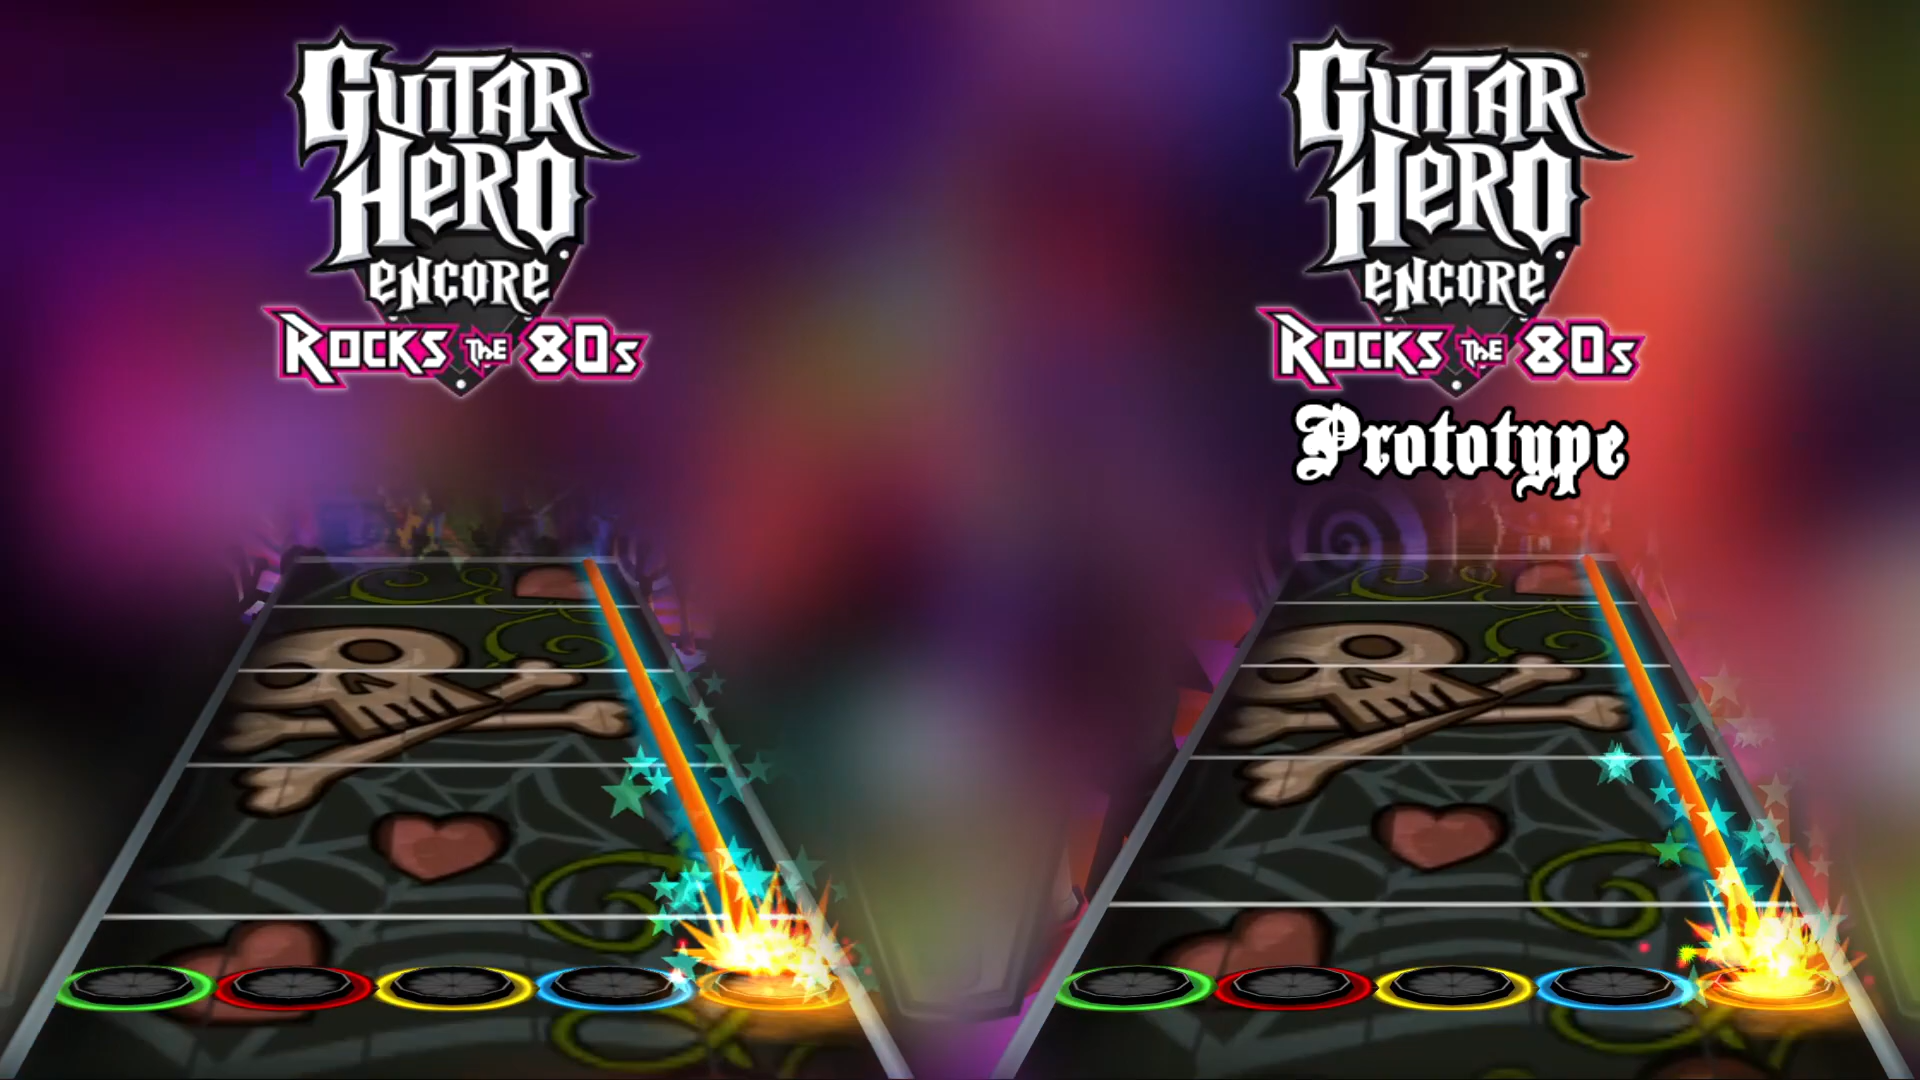 GUITAR
HERO
ENCORE
ROCKS THE 80s
GUITAR
HERO
ENCORE
ROCKS THE 80s
Prototype